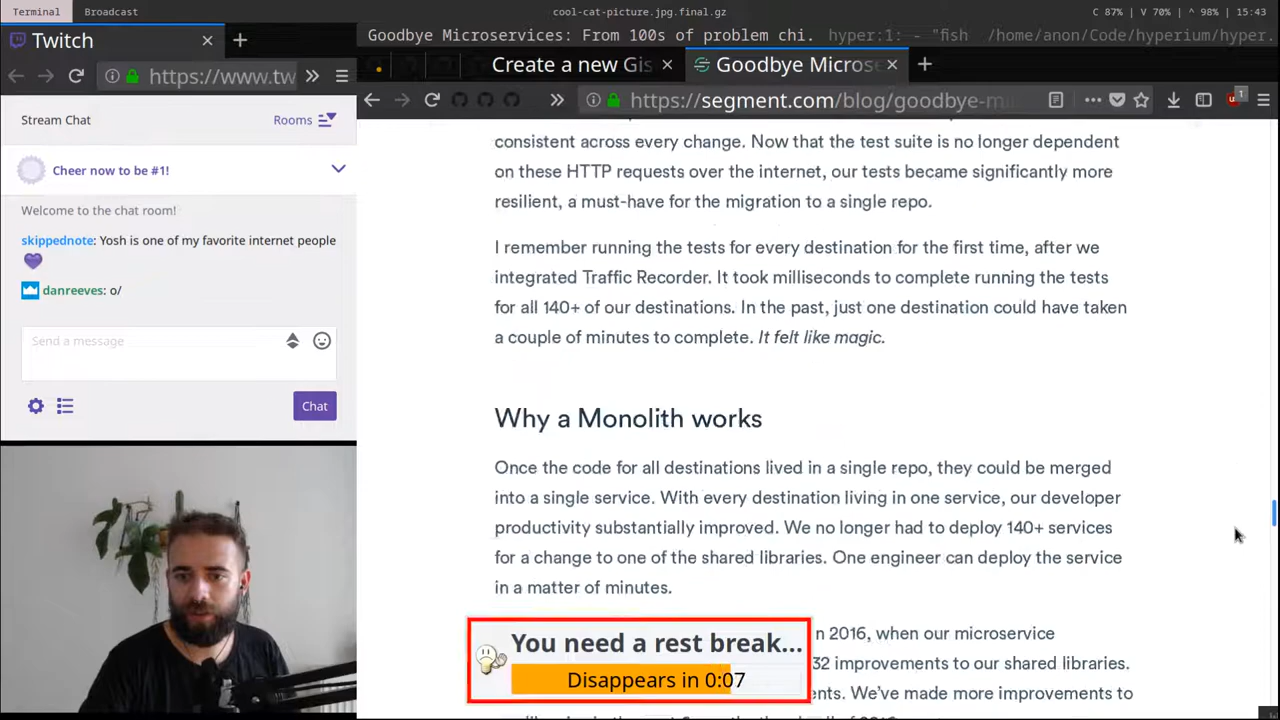 Terminal Broadcast cool-cat-picture.jpg.final.gz C 87% | V 70% | ^ 98% | 15:43
Twitch
Goodbye Microservices: From 100s of problem chi. hyper:1: - "fish /home/anon/Code/hyperium/hyper.
Create a new Gis
Goodbye Micros
https://www.tw
https://segment.com/blog/goodbye-m
1
Stream Chat
Rooms
Cheer now to be #1!
Welcome to the chat room!
skippednote: Yosh is one of my favorite internet people
danreeves: o/
Send a message
Chat
consistent across every change. Now that the test suite is no longer dependent
on these HTTP requests over the internet, our tests became significantly more
resilient, a must-have for the migration to a single repo.
I remember running the tests for every destination for the first time, after we
integrated Traffic Recorder. It took milliseconds to complete running the tests
for all 140+ of our destinations. In the past, just one destination could have taken
a couple of minutes to complete. It felt like magic.
Why a Monolith works
Once the code for all destinations lived in a single repo, they could be merged
into a single service. With every destination living in one service, our developer
productivity substantially improved. We no longer had to deploy 140+ services
for a change to one of the shared libraries. One engineer can deploy the service
in a matter of minutes.
n 2016, when our microservice
32 improvements to our shared libraries.
ents. We've made more improvements to
You need a rest break...
Disappears in 0:07